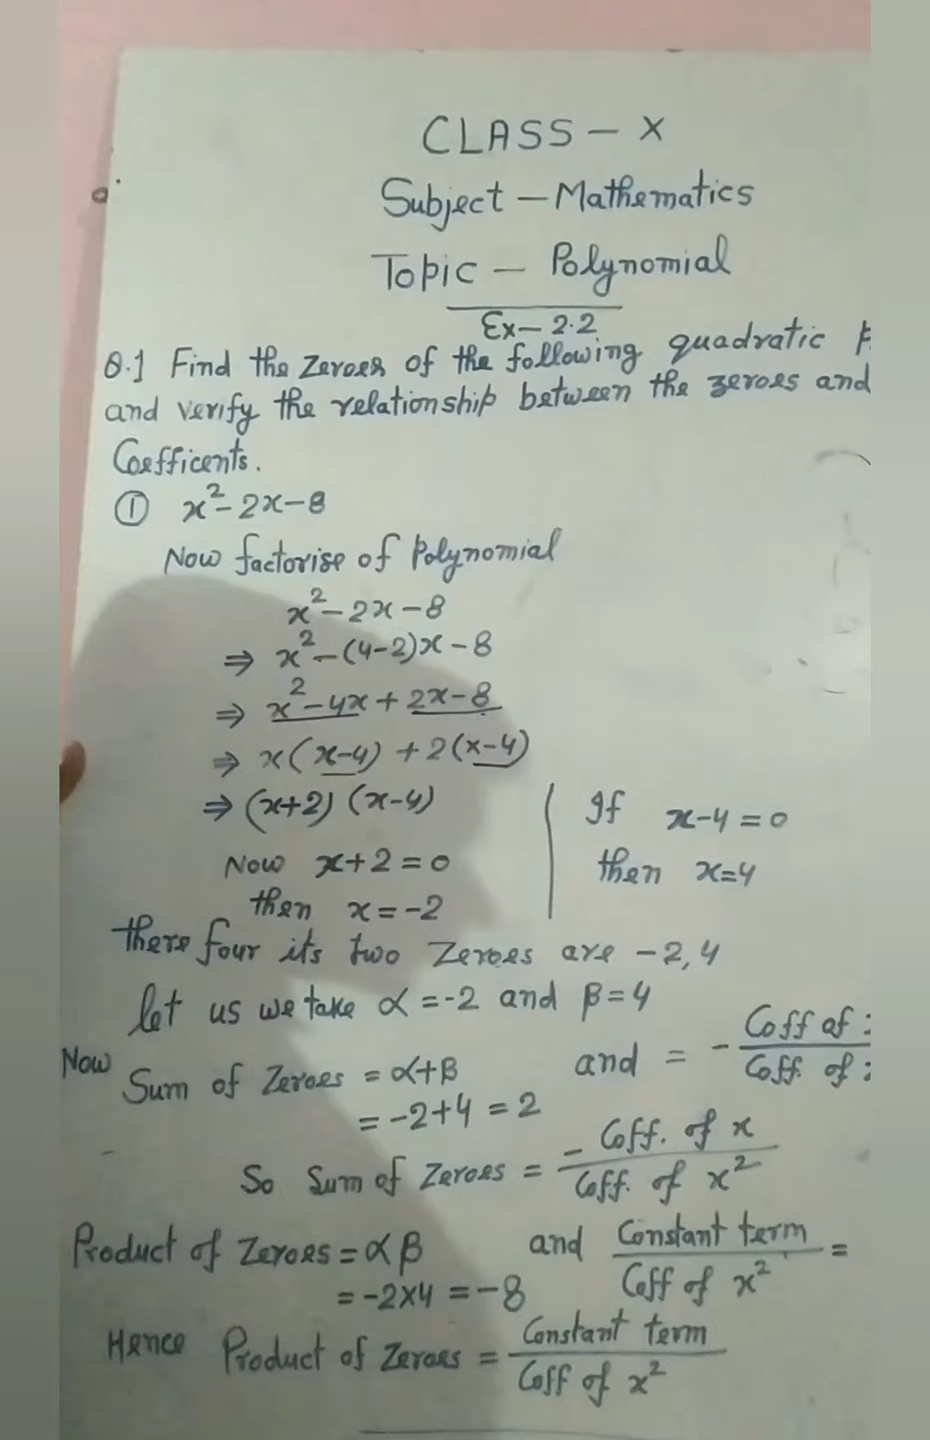 CLASS - X
Subject - Mathematics
Topic - Polynomial
Ex- 2.2
Q.1 Find the zeroes of the following quadratic
and verify the relationship between the zeroes and
Coefficents.
① x² - 2x - 8
Now factorise of Polynomial
x² - 2x - 8
⇒ x² - (4-2)x - 8
⇒ x² - 4x + 2x - 8
⇒ x(x-4) + 2(x-4)
⇒ (x+2) (x-4)
If x-4 = 0
Now x+2 = 0
then x=4
then x = -2
there four its two Zeroes are -2, 4
let us we take α = -2 and β = 4
Now Sum of Zeroes = α+β and = - Coff of / Coff. of
= -2+4 = 2
So Sum of Zeroes = - Coff. of x / Coff. of x²
Product of Zeroes = αβ and Constant term / Coff of x² =
= -2×4 = -8
Hence Product of Zeroes = Constant term / Coff of x²